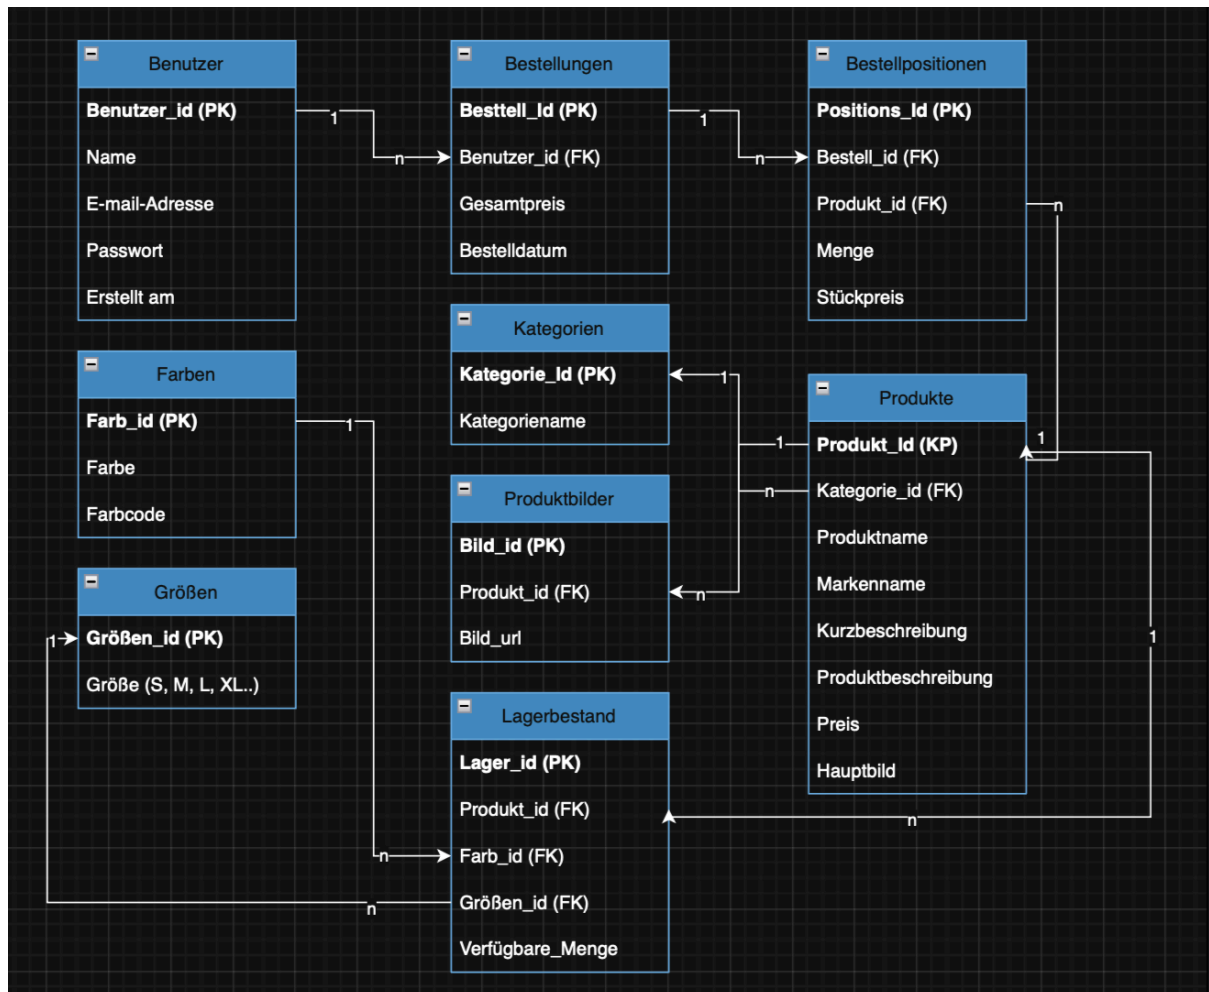 Benutzer
Benutzer_id (PK)
Name
E-mail-Adresse
Passwort
Erstellt am
1
n
Bestellungen
Besttell_Id (PK)
Benutzer_id (FK)
Gesamtpreis
Bestelldatum
1
n
Bestellpositionen
Positions_Id (PK)
Bestell_id (FK)
Produkt_id (FK)
Menge
Stückpreis
n
Farben
Farb_id (PK)
Farbe
Farbcode
1
n
Kategorien
Kategorie_Id (PK)
Kategoriename
1
1
n
n
Produkte
Produkt_Id (KP)
Kategorie_id (FK)
Produktname
Markenname
Kurzbeschreibung
Produktbeschreibung
Preis
Hauptbild
1
1
n
Produktbilder
Bild_id (PK)
Produkt_id (FK)
Bild_url
Größen
Größen_id (PK)
Größe (S, M, L, XL..)
1
n
Lagerbestand
Lager_id (PK)
Produkt_id (FK)
Farb_id (FK)
Größen_id (FK)
Verfügbare_Menge